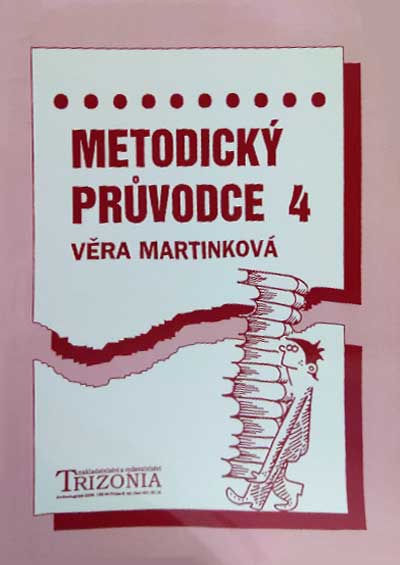 METODICKÝ
PRŮVODCE 4
VĚRA MARTINKOVÁ
nakladatelství a vydavatelství
TRIZONIA